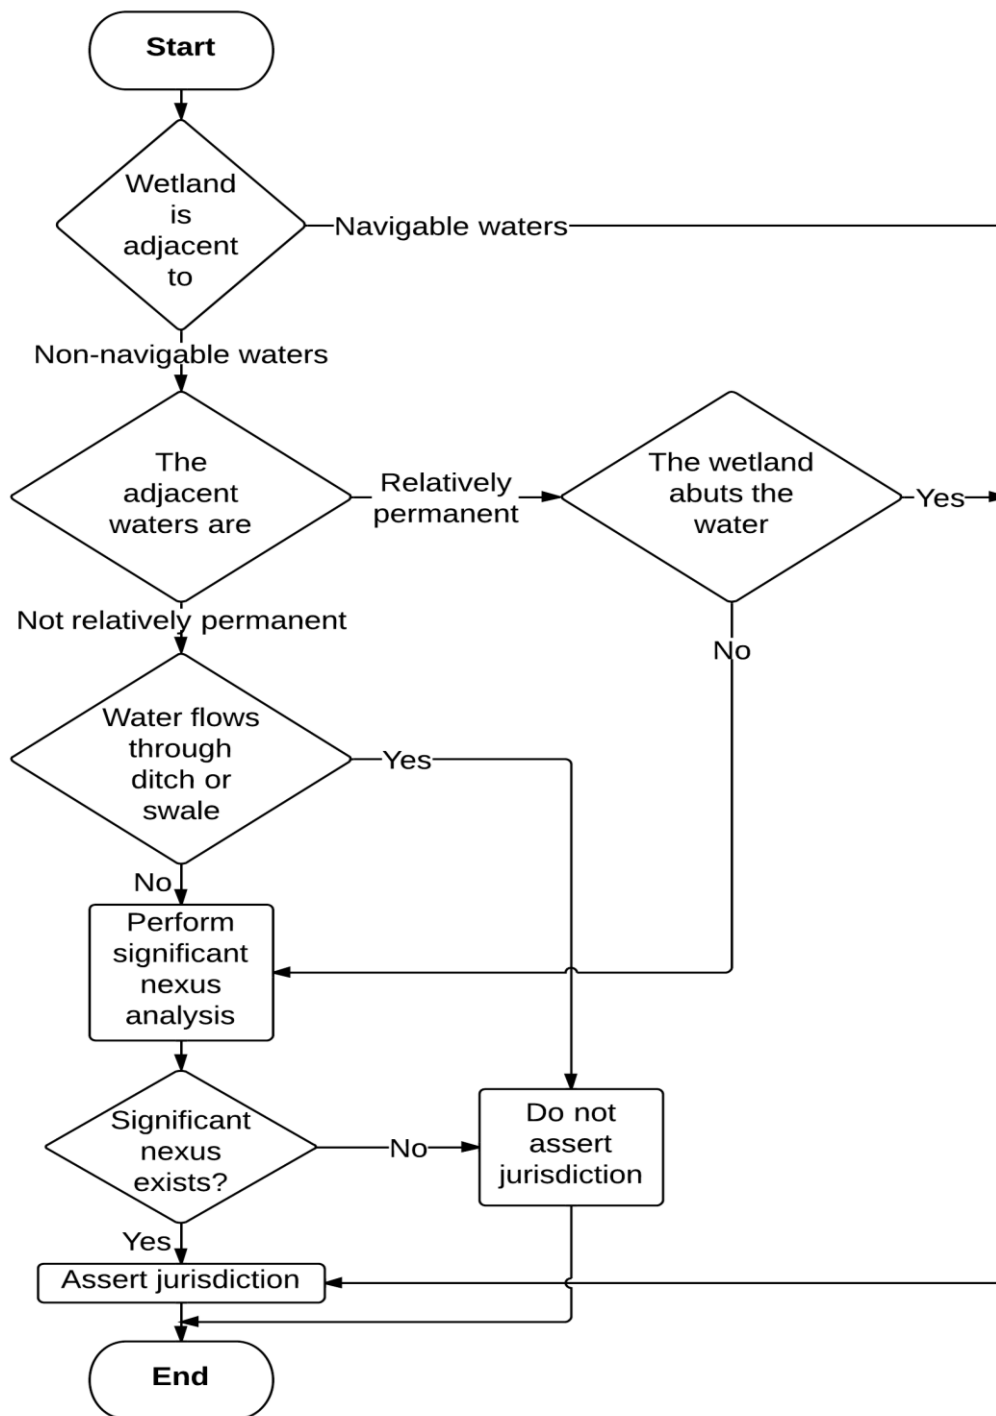 Start
Wetland
is
adjacent
to
Navigable waters
Non-navigable waters
The
adjacent
waters are
Relatively
permanent
The wetland
abuts the
water
Yes
Not relatively permanent
No
Water flows
through
ditch or
swale
Yes
No
Perform
significant
nexus
analysis
Significant
nexus
exists?
No
Do not
assert
jurisdiction
Yes
Assert jurisdiction
End